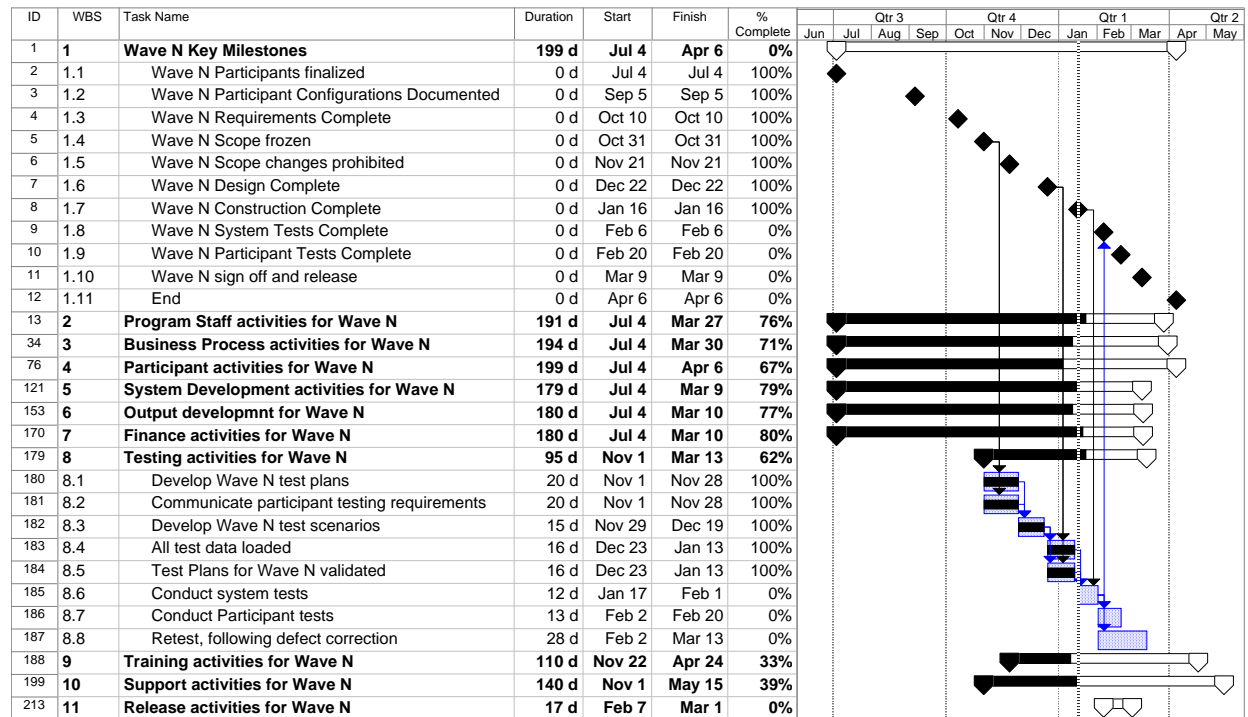 ID WBS Task Name Duration Start Finish % Complete Qtr 3 Qtr 4 Qtr 1 Qtr 2
Jun Jul Aug Sep Oct Nov Dec Jan Feb Mar Apr May
1 1 Wave N Key Milestones 199 d Jul 4 Apr 6 0%
2 1.1 Wave N Participants finalized 0 d Jul 4 Jul 4 100%
3 1.2 Wave N Participant Configurations Documented 0 d Sep 5 Sep 5 100%
4 1.3 Wave N Requirements Complete 0 d Oct 10 Oct 10 100%
5 1.4 Wave N Scope frozen 0 d Oct 31 Oct 31 100%
6 1.5 Wave N Scope changes prohibited 0 d Nov 21 Nov 21 100%
7 1.6 Wave N Design Complete 0 d Dec 22 Dec 22 100%
8 1.7 Wave N Construction Complete 0 d Jan 16 Jan 16 100%
9 1.8 Wave N System Tests Complete 0 d Feb 6 Feb 6 0%
10 1.9 Wave N Participant Tests Complete 0 d Feb 20 Feb 20 0%
11 1.10 Wave N sign off and release 0 d Mar 9 Mar 9 0%
12 1.11 End 0 d Apr 6 Apr 6 0%
13 2 Program Staff activities for Wave N 191 d Jul 4 Mar 27 76%
34 3 Business Process activities for Wave N 194 d Jul 4 Mar 30 71%
76 4 Participant activities for Wave N 199 d Jul 4 Apr 6 67%
121 5 System Development activities for Wave N 179 d Jul 4 Mar 9 79%
153 6 Output developmnt for Wave N 180 d Jul 4 Mar 10 77%
170 7 Finance activities for Wave N 180 d Jul 4 Mar 10 80%
179 8 Testing activities for Wave N 95 d Nov 1 Mar 13 62%
180 8.1 Develop Wave N test plans 20 d Nov 1 Nov 28 100%
181 8.2 Communicate participant testing requirements 20 d Nov 1 Nov 28 100%
182 8.3 Develop Wave N test scenarios 15 d Nov 29 Dec 19 100%
183 8.4 All test data loaded 16 d Dec 23 Jan 13 100%
184 8.5 Test Plans for Wave N validated 16 d Dec 23 Jan 13 100%
185 8.6 Conduct system tests 12 d Jan 17 Feb 1 0%
186 8.7 Conduct Participant tests 13 d Feb 2 Feb 20 0%
187 8.8 Retest, following defect correction 28 d Feb 2 Mar 13 0%
188 9 Training activities for Wave N 110 d Nov 22 Apr 24 33%
199 10 Support activities for Wave N 140 d Nov 1 May 15 39%
213 11 Release activities for Wave N 17 d Feb 7 Mar 1 0%